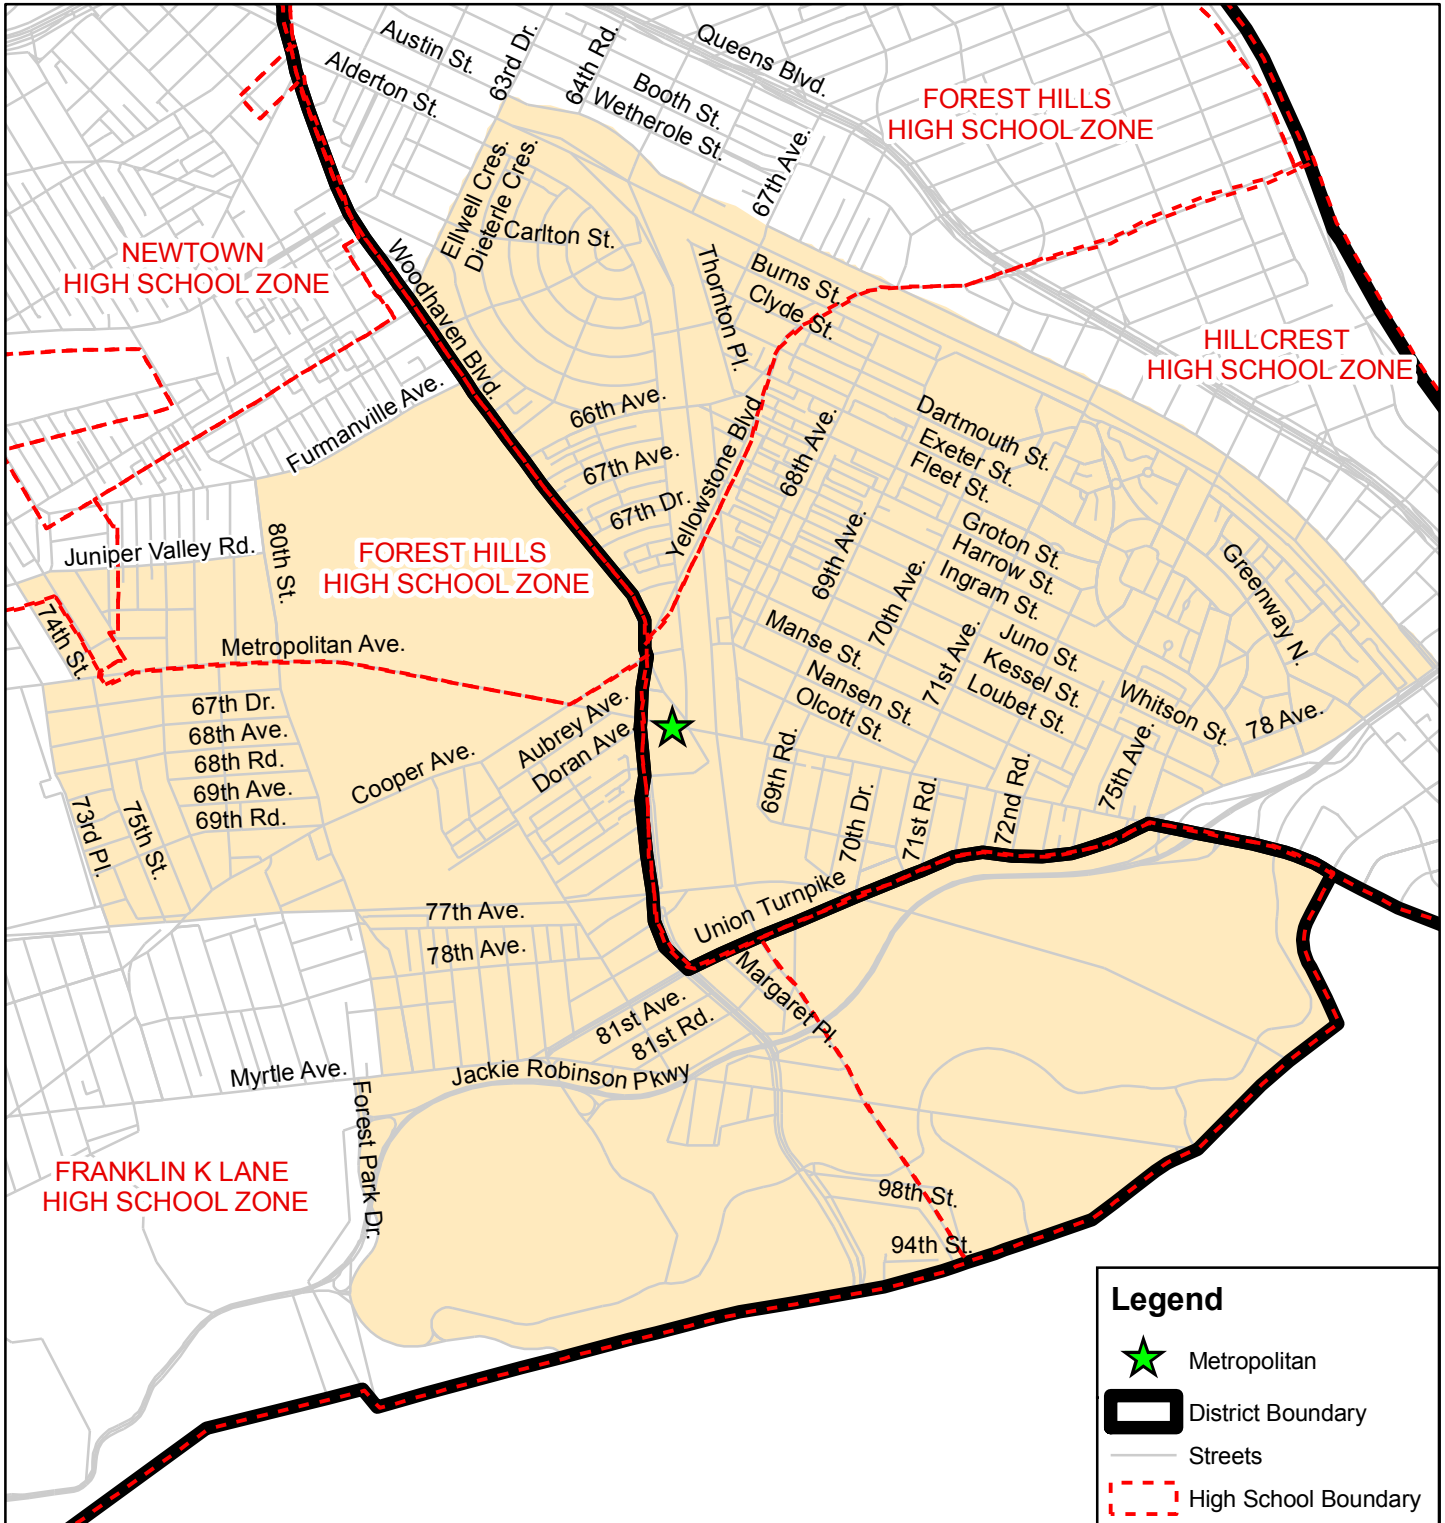 Austin St.
63rd Dr.
64th Rd.
Queens Blvd.
Alderton St.
Booth St.
Wetherole St.
FOREST HILLS
HIGH SCHOOL ZONE
67th Ave.
Ellwell Cres.
Dieterle Cres.
Carlton St.
NEWTOWN
HIGH SCHOOL ZONE
Woodhaven Blvd.
Thornton Pl.
Burns St.
Clyde St.
HILLCREST
HIGH SCHOOL ZONE
Furmanville Ave.
66th Ave.
67th Ave.
67th Dr.
Yellowstone Blvd.
68th Ave.
Dartmouth St.
Exeter St.
Fleet St.
Juniper Valley Rd.
80th St.
FOREST HILLS
HIGH SCHOOL ZONE
69th Ave.
70th Ave.
Groton St.
Harrow St.
Ingram St.
Greenway N.
74th St.
Metropolitan Ave.
Manse St.
Nansen St.
Olcott St.
71st Ave.
Juno St.
Kessel St.
Loubet St.
Whitson St.
78 Ave.
67th Dr.
68th Ave.
68th Rd.
69th Ave.
69th Rd.
Cooper Ave.
Aubrey Ave.
Doran Ave.
73rd Pl.
75th St.
69th Rd.
70th Dr.
71st Rd.
72nd Rd.
75th Ave.
77th Ave.
78th Ave.
Union Turnpike
Margaret Pl.
81st Ave.
81st Rd.
Myrtle Ave.
Jackie Robinson Pkwy
Forest Park Dr.
FRANKLIN K LANE
HIGH SCHOOL ZONE
98th St.
94th St.
Legend
Metropolitan
District Boundary
Streets
High School Boundary